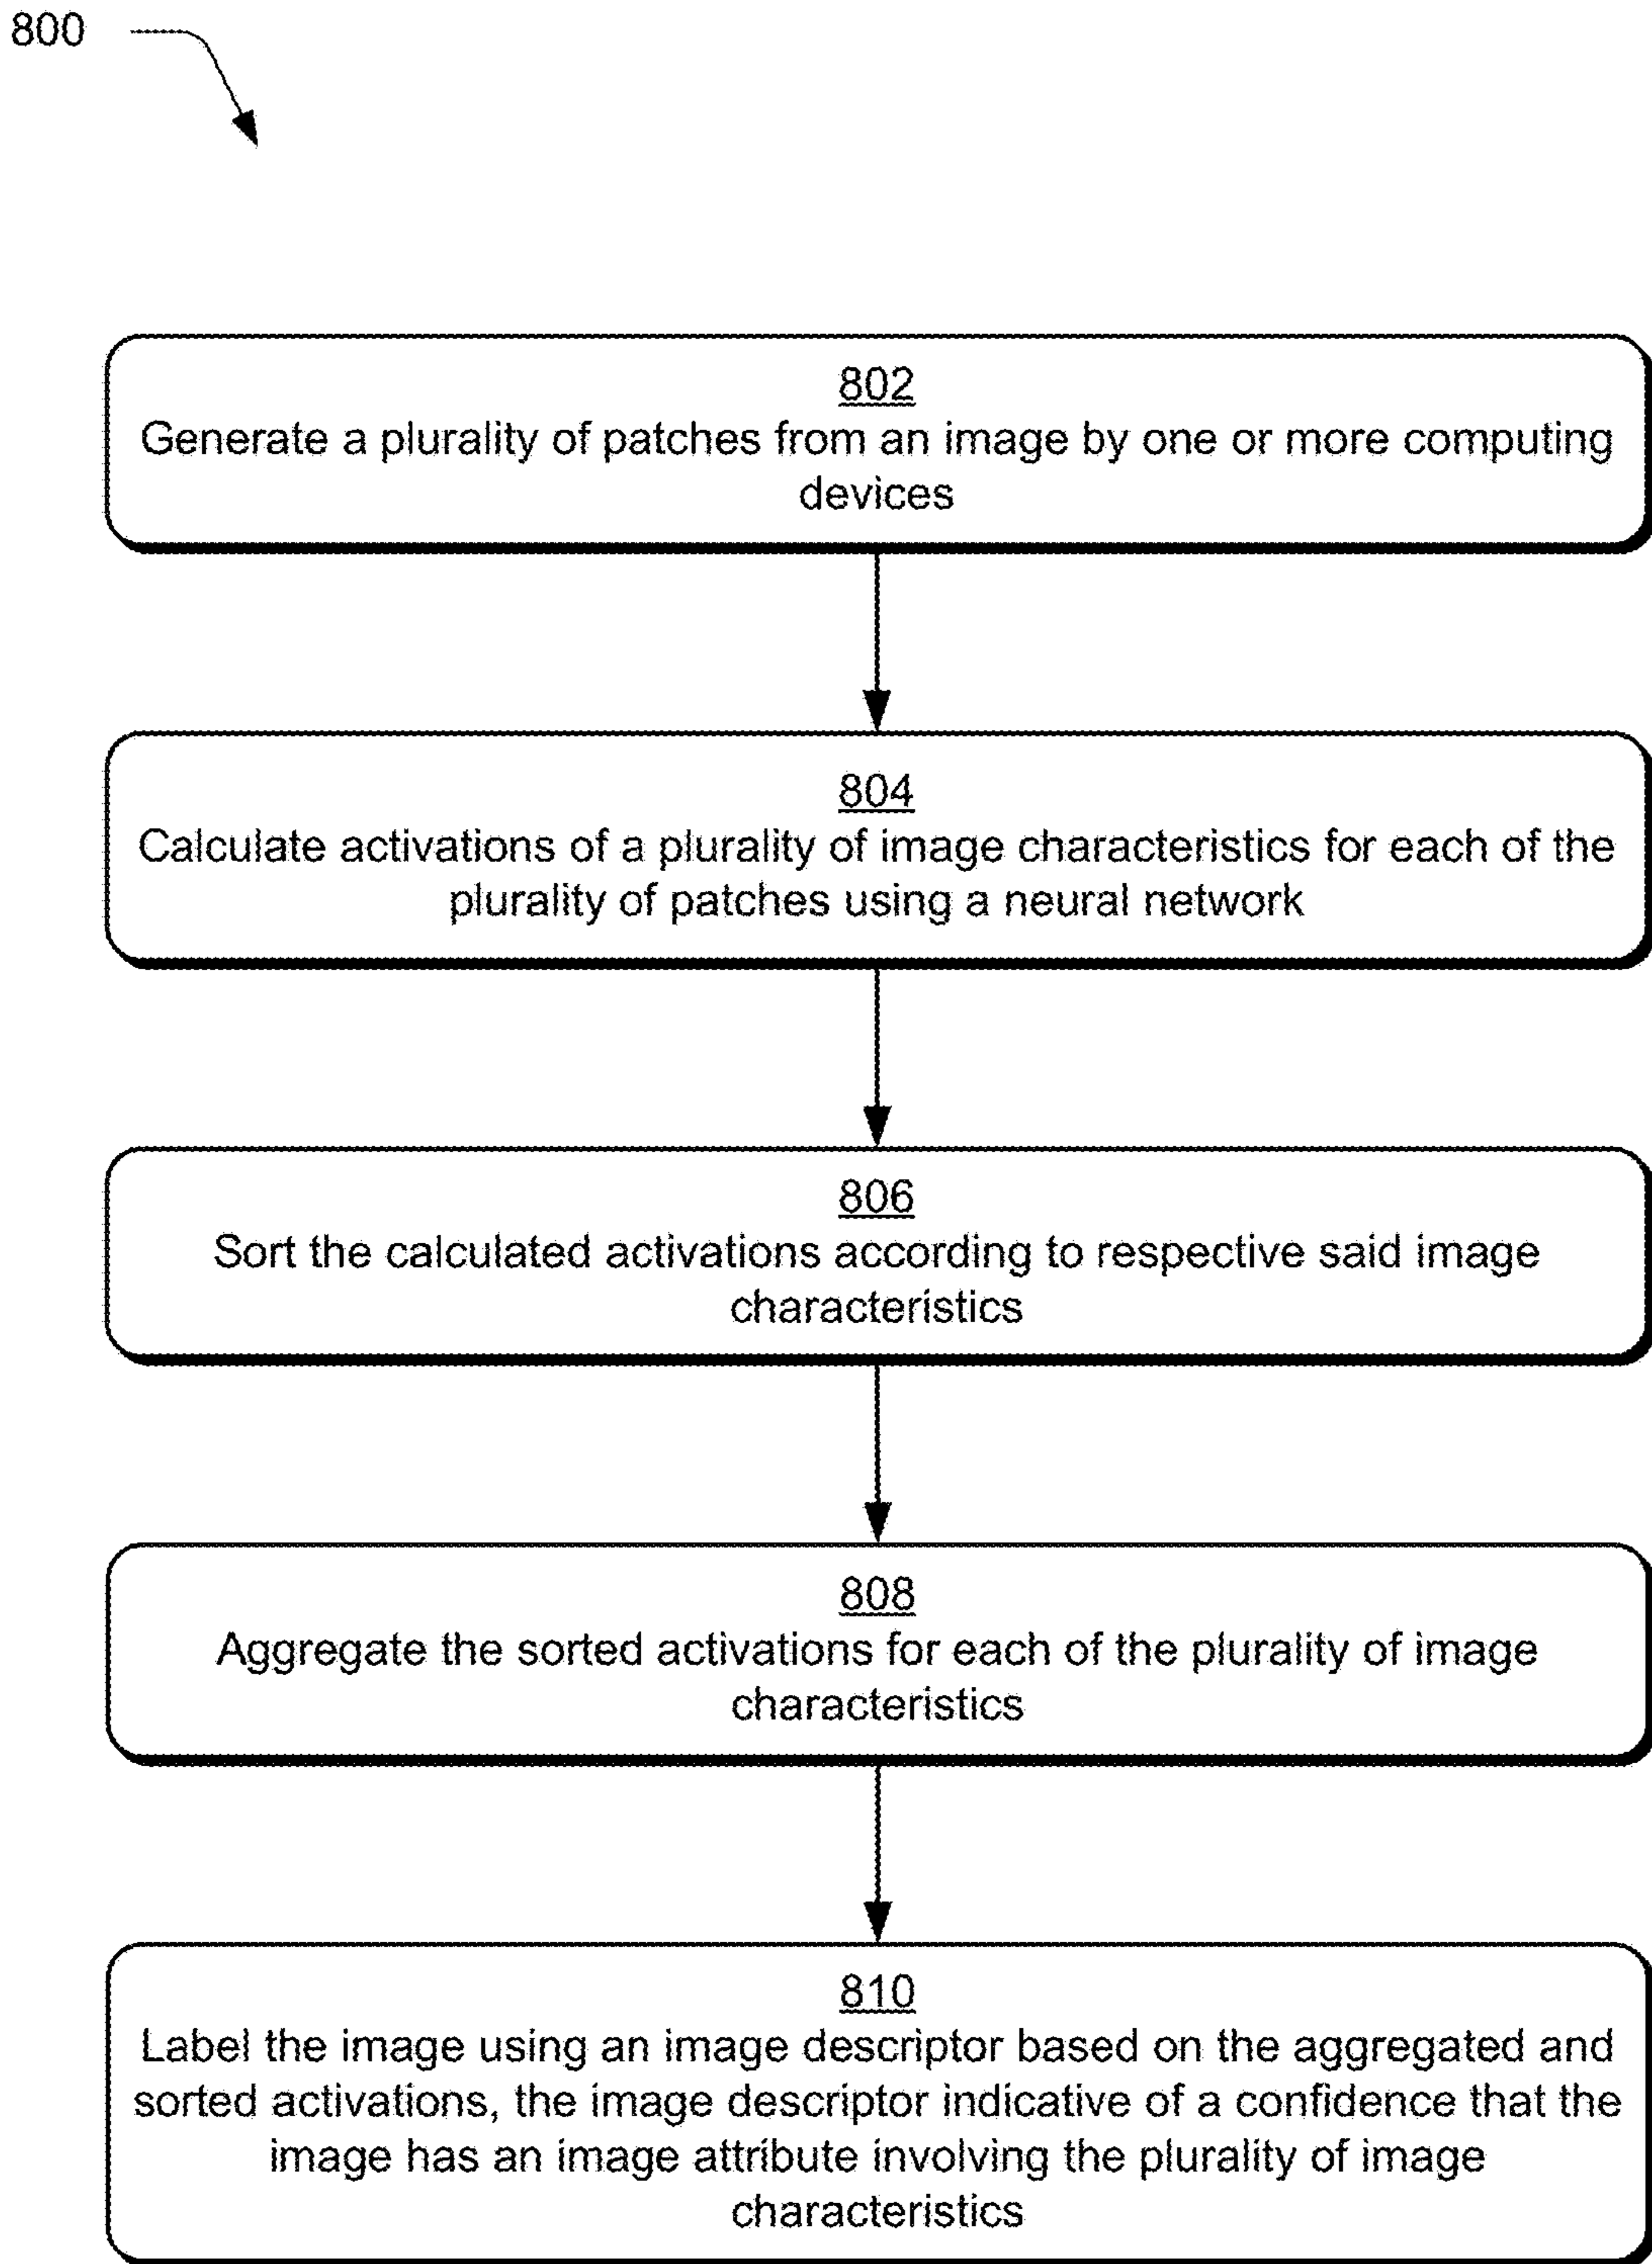 800
802
Generate a plurality of patches from an image by one or more computing
devices
804
Calculate activations of a plurality of image characteristics for each of the
plurality of patches using a neural network
806
Sort the calculated activations according to respective said image
characteristics
808
Aggregate the sorted activations for each of the plurality of image
characteristics
810
Label the image using an image descriptor based on the aggregated and
sorted activations, the image descriptor indicative of a confidence that the
image has an image attribute involving the plurality of image
characteristics